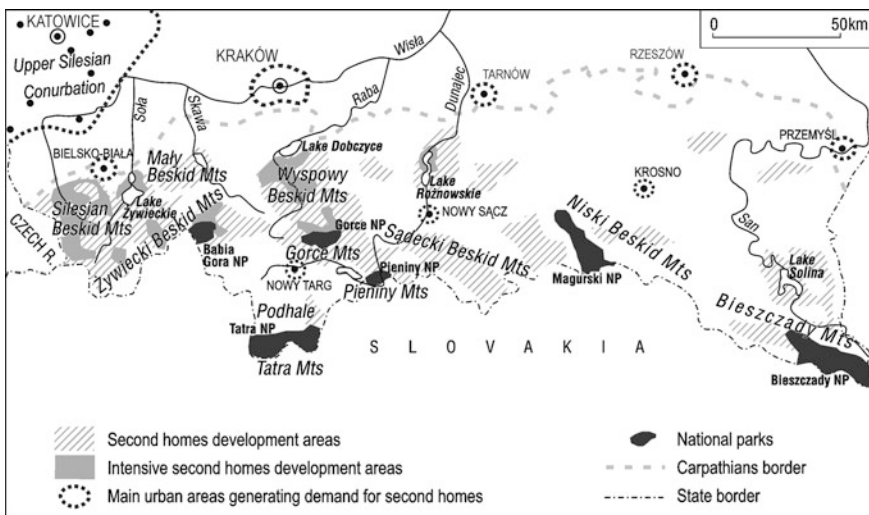 KATOWICE
Upper Silesian
Conurbation
KRAKÓW
Wisła
0 50km
RZESZÓW
TARNÓW
Raba
Dunajec
Soła
Skawa
PRZEMYŚL
BIELSKO-BIAŁA
Mały
Beskid Mts
Lake Dobczyce
Wyspowy
Beskid Mts
Lake
Rożnowskie
KROSNO
Silesian
Beskid Mts
Lake
Żywieckie
NOWY SĄCZ
San
CZECH R.
Żywiecki Beskid Mts
Babia
Gora NP
Gorce NP
Gorce Mts
Sądecki Beskid Mts
Niski Beskid Mts
Lake
Solina
NOWY TARG
Pieniny NP
Pieniny Mts
Magurski NP
Podhale
Tatra NP
Tatra Mts
SLOVAKIA
Bieszczady Mts
Bieszczady NP
Second homes development areas
Intensive second homes development areas
Main urban areas generating demand for second homes
National parks
Carpathians border
State border